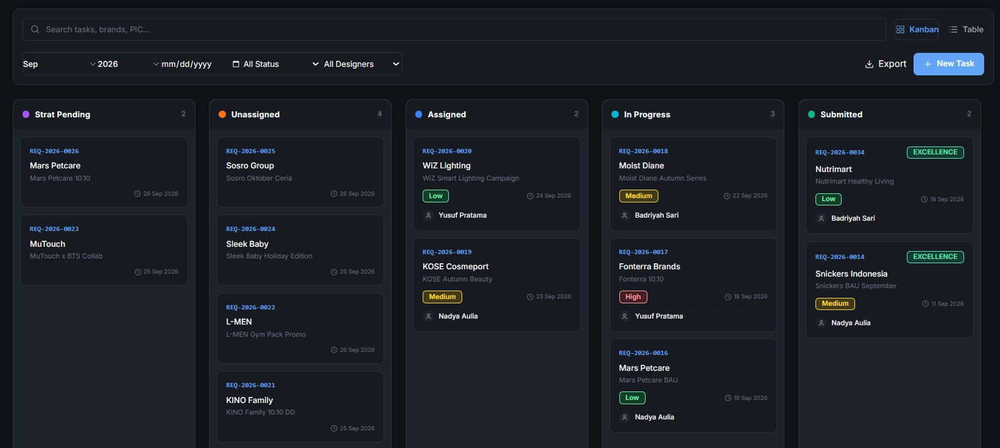 Search tasks, brands, PIC...
Kanban
Table
Sep
2026
mm/dd/yyyy
All Status
All Designers
Export
New Task
Strat Pending 2
REQ-2026-0026
Mars Petcare
Mars Petcare 10.10
26 Sep 2026
REQ-2026-0023
MuTouch
MuTouch x BTS Collab
25 Sep 2026
Unassigned 4
REQ-2026-0025
Sosro Group
Sosro Oktober Ceria
26 Sep 2026
REQ-2026-0024
Sleek Baby
Sleek Baby Holiday Edition
25 Sep 2026
REQ-2026-0022
L-MEN
L-MEN Gym Pack Promo
26 Sep 2026
REQ-2026-0021
KINO Family
KINO Family 10.10 DD
25 Sep 2026
Assigned 2
REQ-2026-0020
WiZ Lighting
WiZ Smart Lighting Campaign
Low 24 Sep 2026
Yusuf Pratama
REQ-2026-0019
KOSE Cosmeport
KOSE Autumn Beauty
Medium 23 Sep 2026
Nadya Aulia
In Progress 3
REQ-2026-0018
Moist Diane
Moist Diane Autumn Series
Medium 22 Sep 2026
Badriyah Sari
REQ-2026-0017
Fonterra Brands
Fonterra 10.10
High 19 Sep 2026
Yusuf Pratama
REQ-2026-0016
Mars Petcare
Mars Petcare BAU
Low 18 Sep 2026
Nadya Aulia
Submitted 2
REQ-2026-0034 EXCELLENCE
Nutrimart
Nutrimart Healthy Living
Low 18 Sep 2026
Badriyah Sari
REQ-2026-0014 EXCELLENCE
Snickers Indonesia
Snickers BAU September
Medium 11 Sep 2026
Nadya Aulia